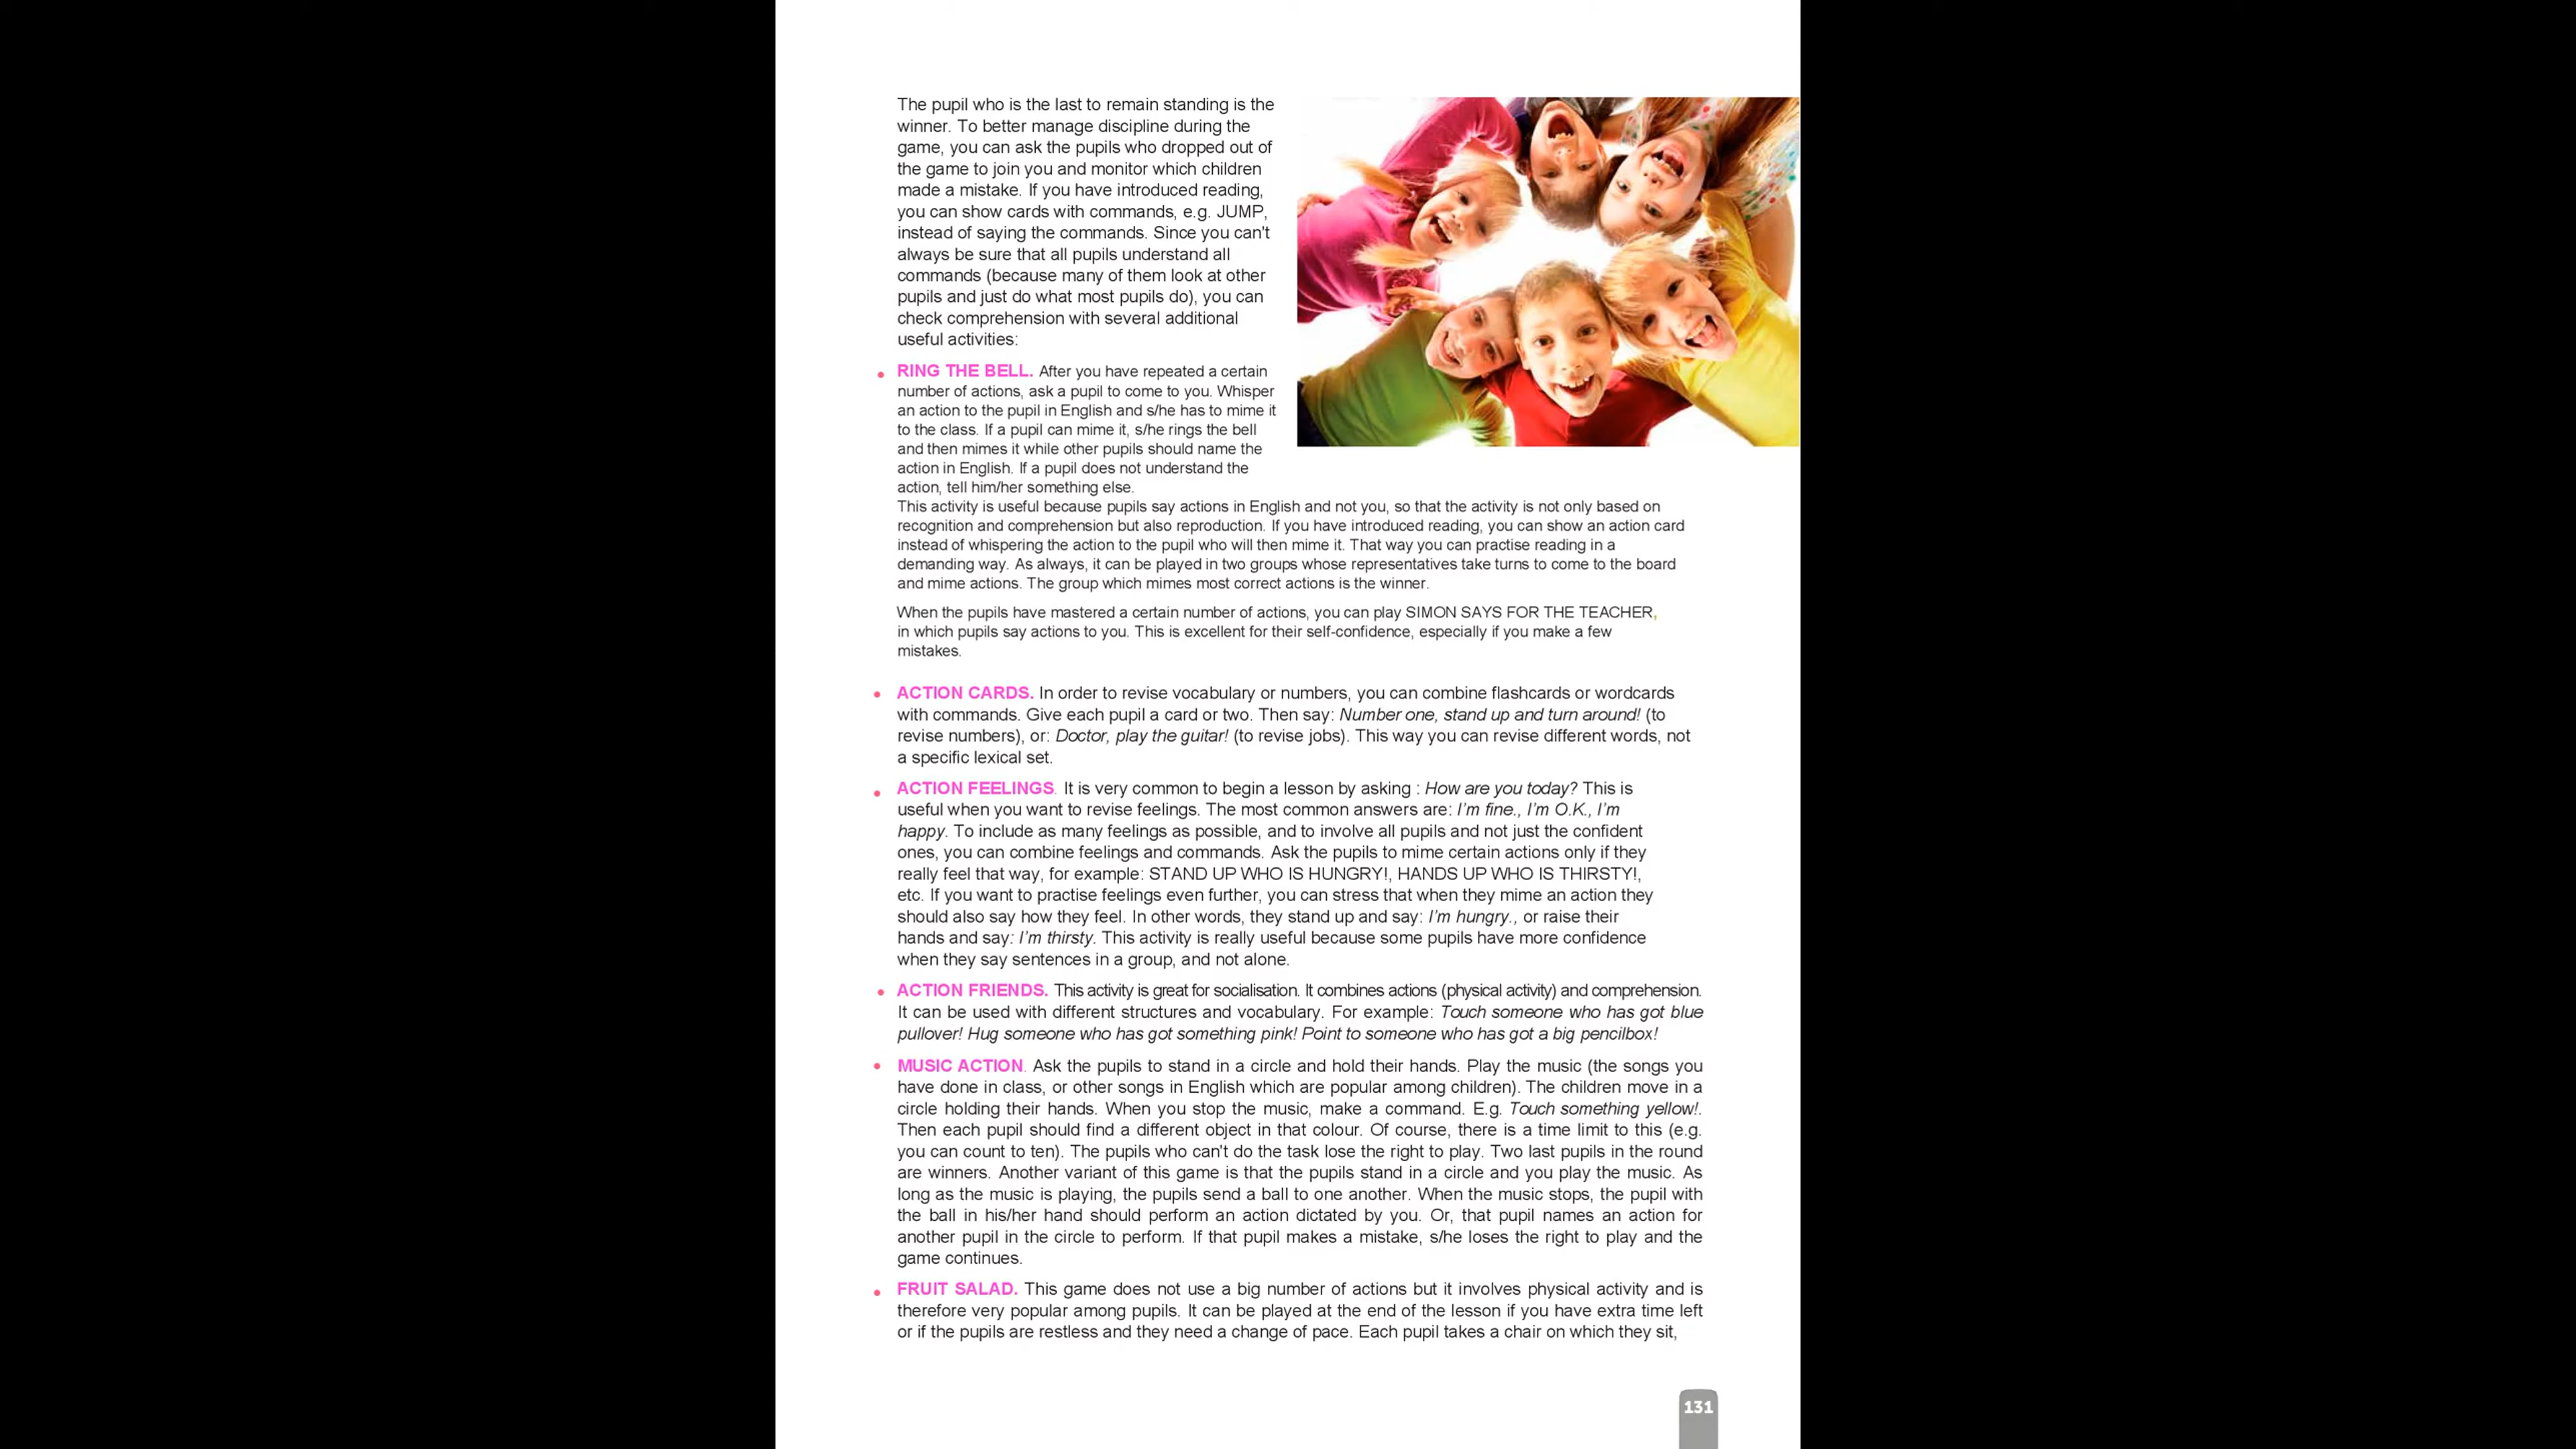 The pupil who is the last to remain standing is the
winner. To better manage discipline during the
game, you can ask the pupils who dropped out of
the game to join you and monitor which children
made a mistake. If you have introduced reading,
you can show cards with commands, e.g. JUMP,
instead of saying the commands. Since you can't
always be sure that all pupils understand all
commands (because many of them look at other
pupils and just do what most pupils do), you can
check comprehension with several additional
useful activities:
• RING THE BELL. After you have repeated a certain
number of actions, ask a pupil to come to you. Whisper
an action to the pupil in English and s/he has to mime it
to the class. If a pupil can mime it, s/he rings the bell
and then mimes it while other pupils should name the
action in English. If a pupil does not understand the
action, tell him/her something else.
This activity is useful because pupils say actions in English and not you, so that the activity is not only based on
recognition and comprehension but also reproduction. If you have introduced reading, you can show an action card
instead of whispering the action to the pupil who will then mime it. That way you can practise reading in a
demanding way. As always, it can be played in two groups whose representatives take turns to come to the board
and mime actions. The group which mimes most correct actions is the winner.
When the pupils have mastered a certain number of actions, you can play SIMON SAYS FOR THE TEACHER,
in which pupils say actions to you. This is excellent for their self-confidence, especially if you make a few
mistakes.
• ACTION CARDS. In order to revise vocabulary or numbers, you can combine flashcards or wordcards
with commands. Give each pupil a card or two. Then say: Number one, stand up and turn around! (to
revise numbers), or: Doctor, play the guitar! (to revise jobs). This way you can revise different words, not
a specific lexical set.
• ACTION FEELINGS. It is very common to begin a lesson by asking : How are you today? This is
useful when you want to revise feelings. The most common answers are: I'm fine., I'm O.K., I'm
happy. To include as many feelings as possible, and to involve all pupils and not just the confident
ones, you can combine feelings and commands. Ask the pupils to mime certain actions only if they
really feel that way, for example: STAND UP WHO IS HUNGRY!, HANDS UP WHO IS THIRSTY!,
etc. If you want to practise feelings even further, you can stress that when they mime an action they
should also say how they feel. In other words, they stand up and say: I'm hungry., or raise their
hands and say: I'm thirsty. This activity is really useful because some pupils have more confidence
when they say sentences in a group, and not alone.
• ACTION FRIENDS. This activity is great for socialisation. It combines actions (physical activity) and comprehension.
It can be used with different structures and vocabulary. For example: Touch someone who has got blue
pullover! Hug someone who has got something pink! Point to someone who has got a big pencilbox!
• MUSIC ACTION. Ask the pupils to stand in a circle and hold their hands. Play the music (the songs you
have done in class, or other songs in English which are popular among children). The children move in a
circle holding their hands. When you stop the music, make a command. E.g. Touch something yellow!.
Then each pupil should find a different object in that colour. Of course, there is a time limit to this (e.g.
you can count to ten). The pupils who can't do the task lose the right to play. Two last pupils in the round
are winners. Another variant of this game is that the pupils stand in a circle and you play the music. As
long as the music is playing, the pupils send a ball to one another. When the music stops, the pupil with
the ball in his/her hand should perform an action dictated by you. Or, that pupil names an action for
another pupil in the circle to perform. If that pupil makes a mistake, s/he loses the right to play and the
game continues.
• FRUIT SALAD. This game does not use a big number of actions but it involves physical activity and is
therefore very popular among pupils. It can be played at the end of the lesson if you have extra time left
or if the pupils are restless and they need a change of pace. Each pupil takes a chair on which they sit,
131